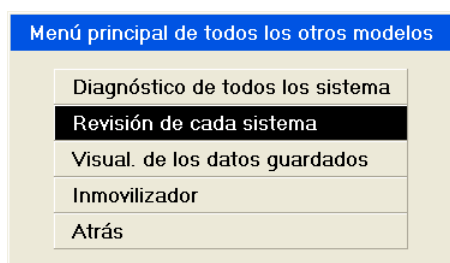 Menú principal de todos los otros modelos
Diagnóstico de todos los sistema
Revisión de cada sistema
Visual. de los datos guardados
Inmovilizador
Atrás